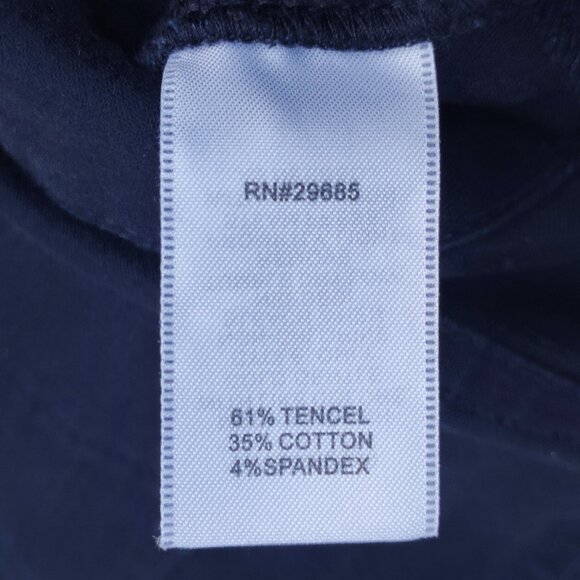 RN#29685
61% TENCEL
35% COTTON
4%SPANDEX